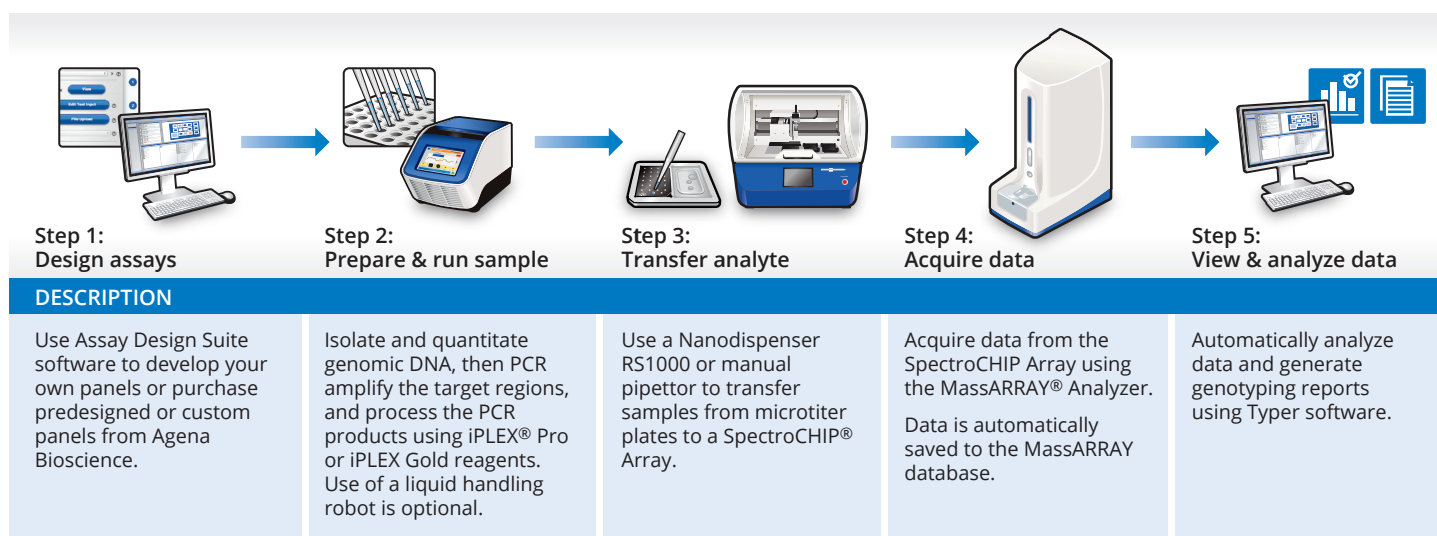 Step 1:
Design assays
Step 2:
Prepare & run sample
Step 3:
Transfer analyte
Step 4:
Acquire data
Step 5:
View & analyze data
DESCRIPTION
Use Assay Design Suite
software to develop your
own panels or purchase
predesigned or custom
panels from Agena
Bioscience.
Isolate and quantitate
genomic DNA, then PCR
amplify the target regions,
and process the PCR
products using iPLEX® Pro
or iPLEX Gold reagents.
Use of a liquid handling
robot is optional.
Use a Nanodispenser
RS1000 or manual
pipettor to transfer
samples from microtiter
plates to a SpectroCHIP®
Array.
Acquire data from the
SpectroCHIP Array using
the MassARRAY® Analyzer.
Data is automatically
saved to the MassARRAY
database.
Automatically analyze
data and generate
genotyping reports
using Typer software.
Edit Text Input
File Upload